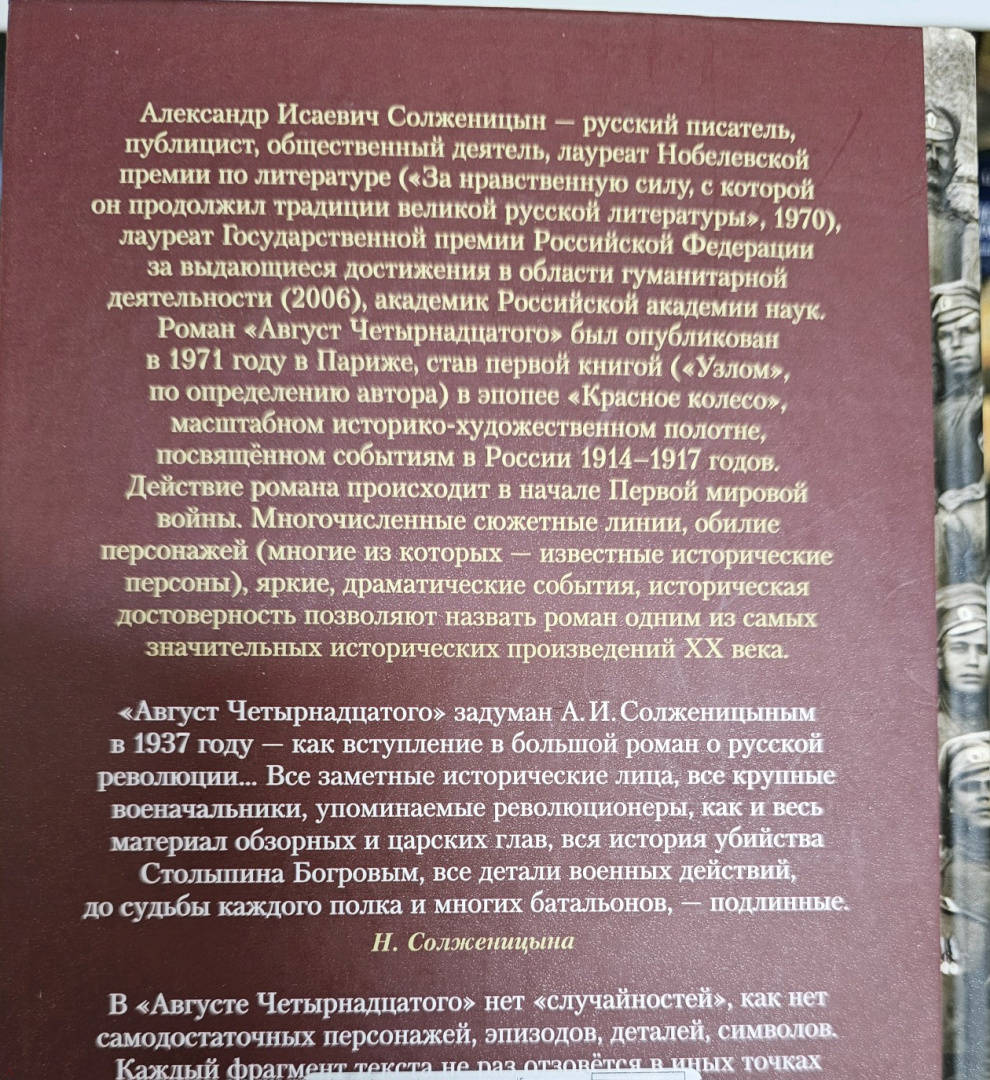 Александр Исаевич Солженицын — русский писатель,
публицист, общественный деятель, лауреат Нобелевской
премии по литературе («За нравственную силу, с которой
он продолжил традиции великой русской литературы», 1970),
лауреат Государственной премии Российской Федерации
за выдающиеся достижения в области гуманитарной
деятельности (2006), академик Российской академии наук.
Роман «Август Четырнадцатого» был опубликован
в 1971 году в Париже, став первой книгой («Узлом»,
по определению автора) в эпопее «Красное колесо»,
масштабном историко-художественном полотне,
посвящённом событиям в России 1914–1917 годов.
Действие романа происходит в начале Первой мировой
войны. Многочисленные сюжетные линии, обилие
персонажей (многие из которых — известные исторические
персоны), яркие, драматические события, историческая
достоверность позволяют назвать роман одним из самых
значительных исторических произведений XX века.
«Август Четырнадцатого» задуман А. И. Солженицыным
в 1937 году — как вступление в большой роман о русской
революции... Все заметные исторические лица, все крупные
военачальники, упоминаемые революционеры, как и весь
материал обзорных и царских глав, вся история убийства
Столыпина Богровым, все детали военных действий,
до судьбы каждого полка и многих батальонов, — подлинные.
Н. Солженицына
В «Августе Четырнадцатого» нет «случайностей», как нет
самодостаточных персонажей, эпизодов, деталей, символов.
Каждый фрагмент текста не раз отзовётся в иных точках